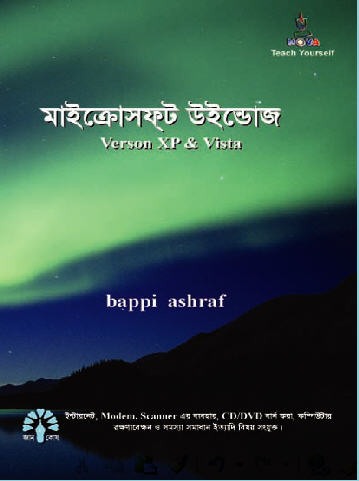 NOVA
Teach Yourself
মাইক্রোসফ্ট উইন্ডোজ
Verson XP & Vista
bappi ashraf
ইন্টারনেট, Modem, Scanner এর ব্যবহার, CD/DVD বার্ন করা, কম্পিউটার
রক্ষণাবেক্ষন ও সমস্যা সমাধান ইত্যাদি বিষয় সংযুক্ত।
জ্ঞান কোষ